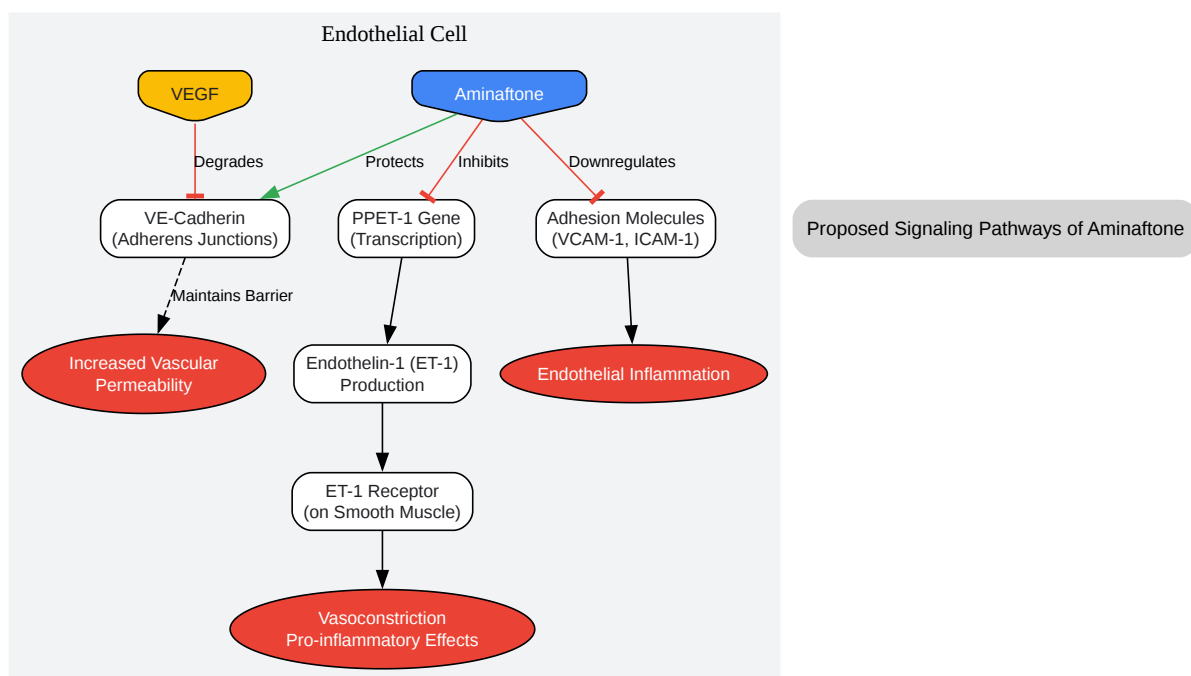 Endothelial Cell
VEGF
Aminaftone
Degrades
Protects
Inhibits
Downregulates
VE-Cadherin
(Adherens Junctions)
PPET-1 Gene
(Transcription)
Adhesion Molecules
(VCAM-1, ICAM-1)
Proposed Signaling Pathways of Aminaftone
Maintains Barrier
Increased Vascular
Permeability
Endothelin-1 (ET-1)
Production
Endothelial Inflammation
ET-1 Receptor
(on Smooth Muscle)
Vasoconstriction
Pro-inflammatory Effects